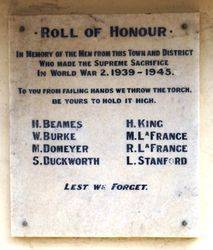 · ROLL OF HONOUR ·
IN MEMORY OF THE MEN FROM THIS TOWN AND DISTRICT
WHO MADE THE SUPREME SACRIFICE
IN WORLD WAR 2. 1939-1945.
TO YOU FROM FAILING HANDS WE THROW THE TORCH.
BE YOURS TO HOLD IT HIGH.
H. BEAMES H. KING
W. BURKE M. LAFRANCE
M. DOMEYER R. LAFRANCE
S. DUCKWORTH L. STANFORD
LEST WE FORGET.